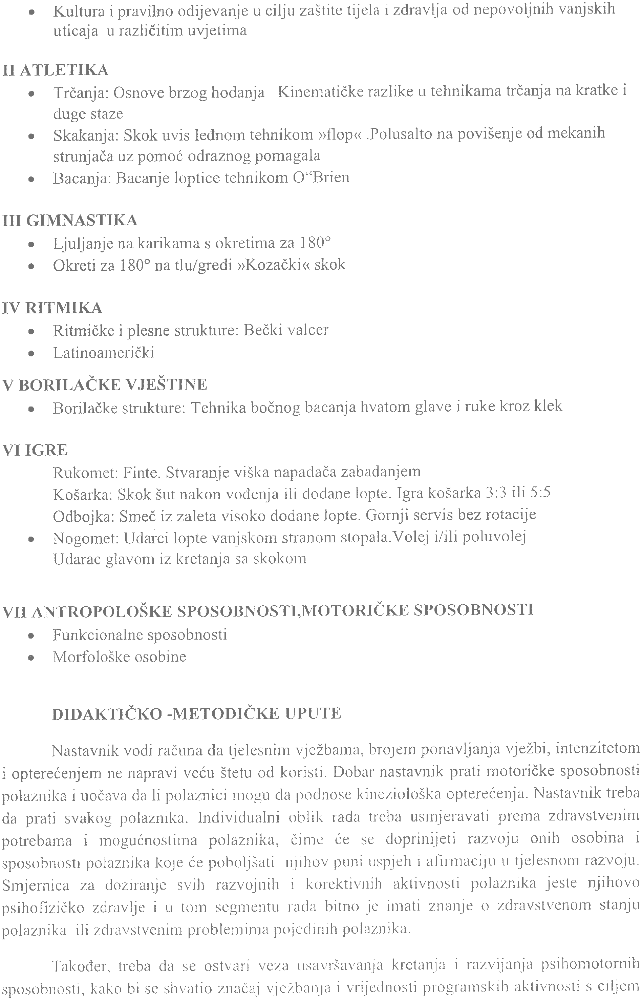 • Kultura i pravilno odijevanje u cilju zaštite tijela i zdravlja od nepovoljnih vanjskih
uticaja u različitim uvjetima
II ATLETIKA
• Trčanja: Osnove brzog hodanja Kinematičke razlike u tehnikama trčanja na kratke i
duge staze
• Skakanja: Skok uvis leđnom tehnikom »flop« .Polusalto na povišenje od mekanih
strunjača uz pomoć odraznog pomagala
• Bacanja: Bacanje loptice tehnikom O“Brien
III GIMNASTIKA
• Ljuljanje na karikama s okretima za 180°
• Okreti za 180° na tlu/gredi »Kozački« skok
IV RITMIKA
• Ritmičke i plesne strukture: Bečki valcer
• Latinoamerički
V BORILAČKE VJEŠTINE
• Borilačke strukture: Tehnika bočnog bacanja hvatom glave i ruke kroz klek
VI IGRE
Rukomet: Finte. Stvaranje viška napadača zabadanjem
Košarka: Skok šut nakon vođenja ili dodane lopte. Igra košarka 3:3 ili 5:5
Odbojka: Smeč iz zaleta visoko dodane lopte. Gornji servis bez rotacije
• Nogomet: Udarci lopte vanjskom stranom stopala.Volej i/ili poluvolej
Udarac glavom iz kretanja sa skokom
VII ANTROPOLOŠKE SPOSOBNOSTI,MOTORIČKE SPOSOBNOSTI
• Funkcionalne sposobnosti
• Morfološke osobine
DIDAKTIČKO -METODIČKE UPUTE
Nastavnik vodi računa da tjelesnim vježbama, brojem ponavljanja vježbi, intenzitetom
i opterećenjem ne napravi veću štetu od koristi. Dobar nastavnik prati motoričke sposobnosti
polaznika i uočava da li polaznici mogu da podnose kineziološka opterećenja. Nastavnik treba
da prati svakog polaznika. Individualni oblik rada treba usmjeravati prema zdravstvenim
potrebama i mogućnostima polaznika, čime će se doprinijeti razvoju onih osobina i
sposobnosti polaznika koje će poboljšati njihov puni uspjeh i afirmaciju u tjelesnom razvoju.
Smjernica za doziranje svih razvojnih i korektivnih aktivnosti polaznika jeste njihovo
psihofizičko zdravlje i u tom segmentu rada bitno je imati znanje o zdravstvenom stanju
polaznika ili zdravstvenim problemima pojedinih polaznika.
Također, treba da se ostvari veza usavršavanja kretanja i razvijanja psihomotornih
sposobnosti, kako bi se shvatio značaj vježbanja i vrijednosti programskih aktivnosti s ciljem